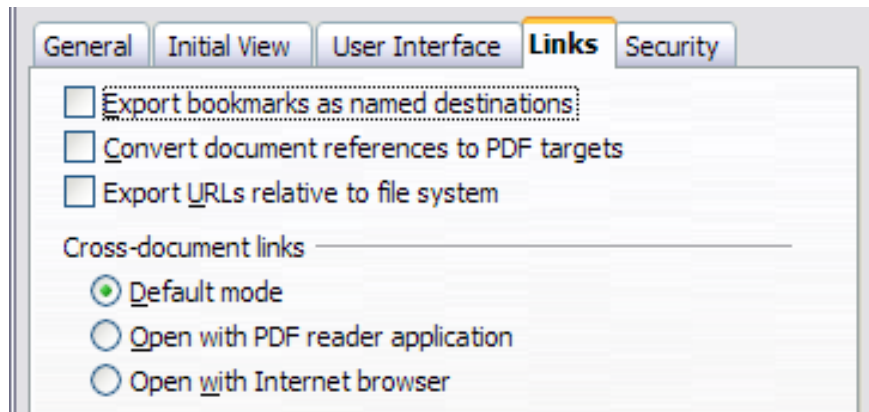 General Initial View User Interface Links Security
Export bookmarks as named destinations
Convert document references to PDF targets
Export URLs relative to file system
Cross-document links
Default mode
Open with PDF reader application
Open with Internet browser